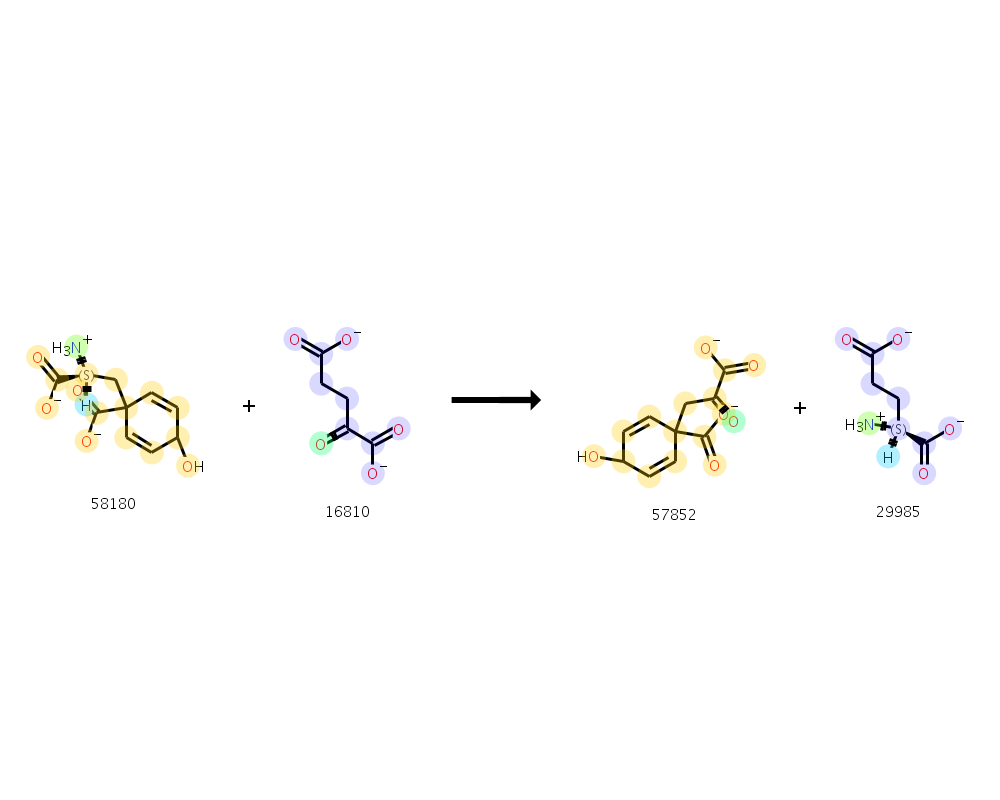 H3N+ O O- O O- S H OH
58180
+
O O- O O O-
16810
O- O O O- O HO
57852
+
O O- H3N+ S O- H O
29985